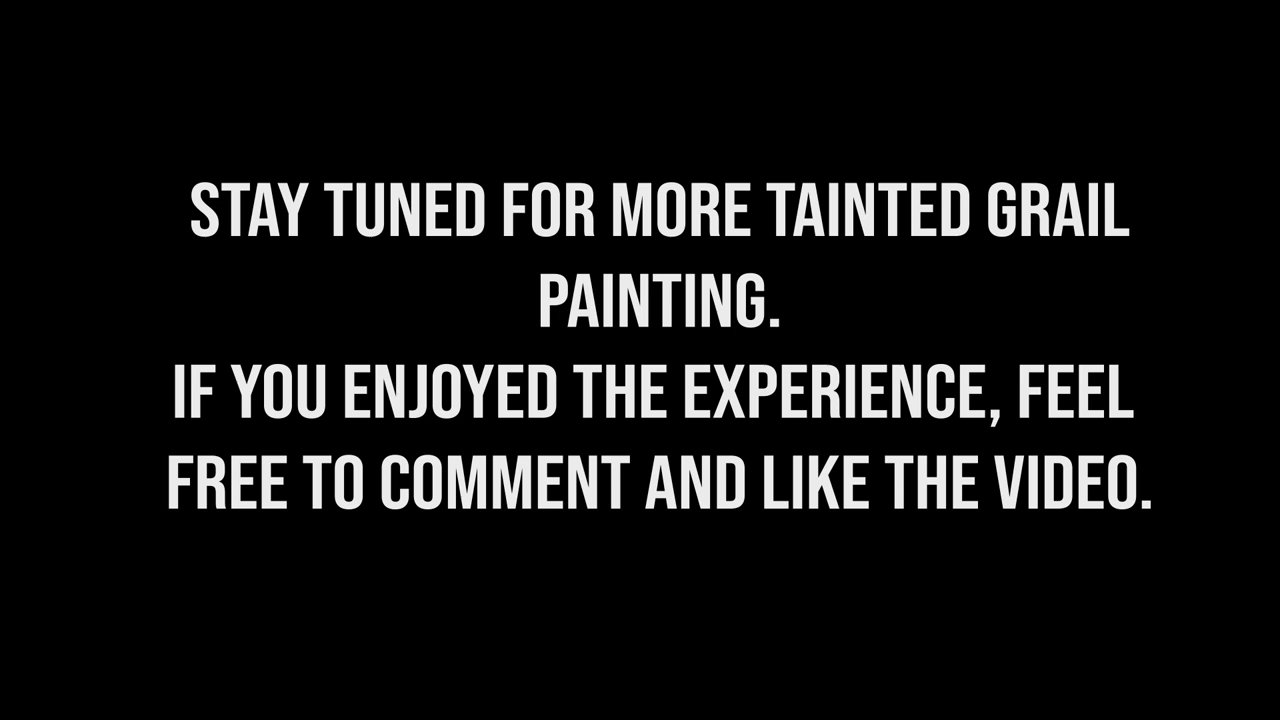 STAY TUNED FOR MORE TAINTED GRAIL
PAINTING.
IF YOU ENJOYED THE EXPERIENCE, FEEL
FREE TO COMMENT AND LIKE THE VIDEO.